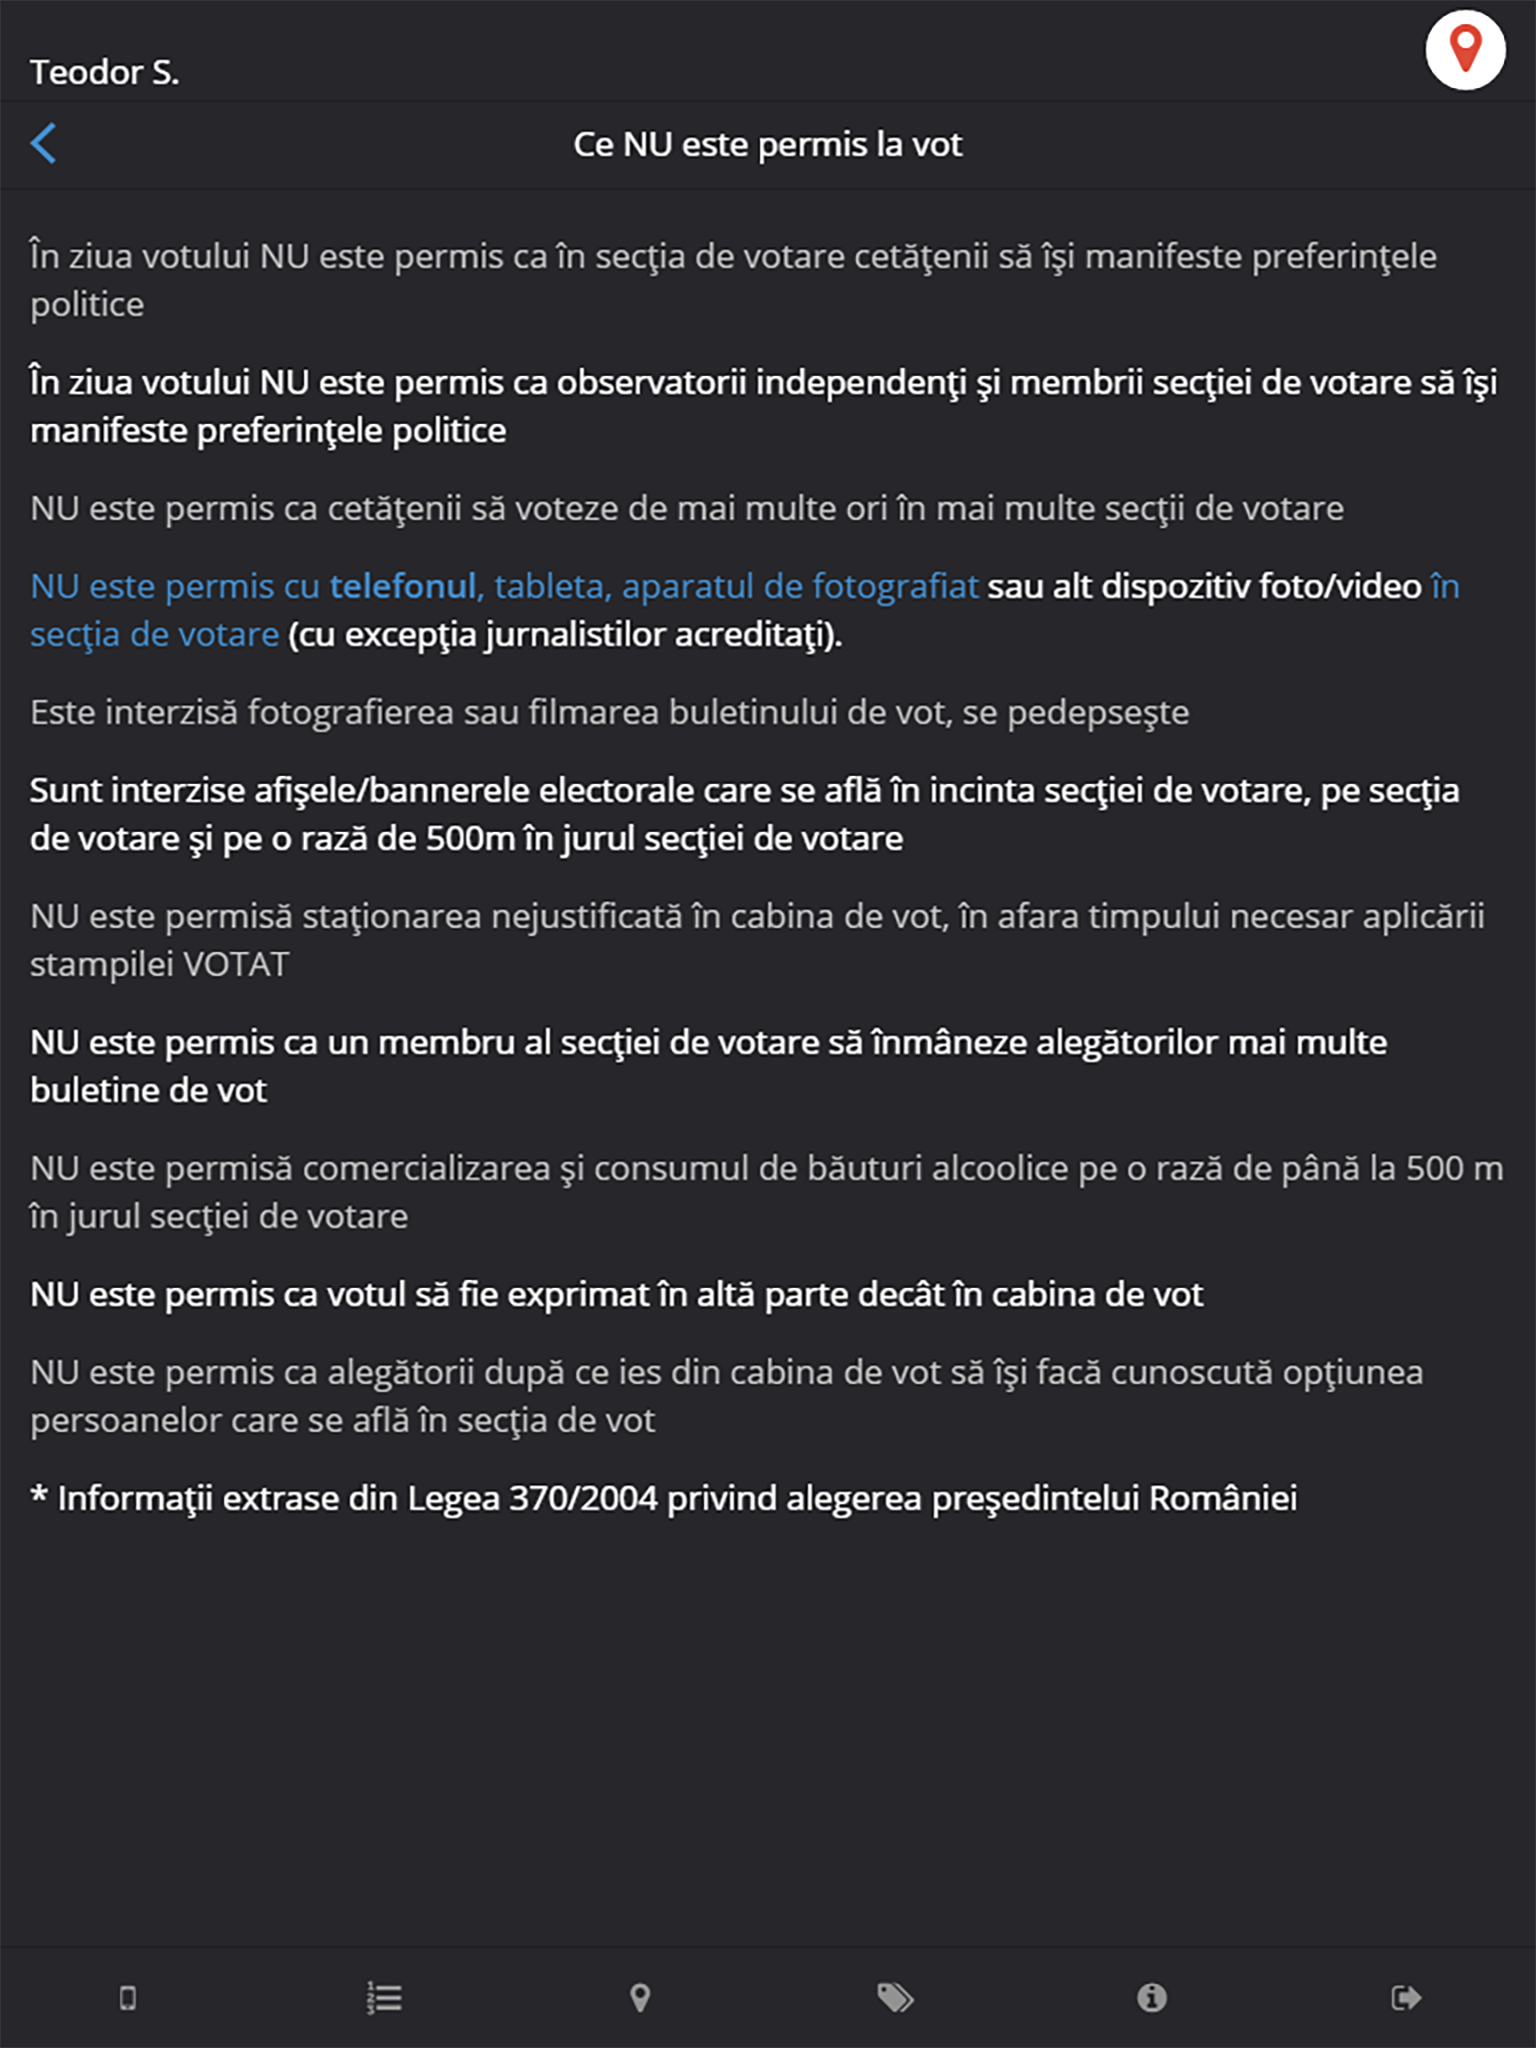 Teodor S.
Ce NU este permis la vot
În ziua votului NU este permis ca în secţia de votare cetăţenii să îşi manifeste preferinţele
politice
În ziua votului NU este permis ca observatorii independenţi şi membrii secţiei de votare să îşi
manifeste preferinţele politice
NU este permis ca cetăţenii să voteze de mai multe ori în mai multe secţii de votare
NU este permis cu telefonul, tableta, aparatul de fotografiat sau alt dispozitiv foto/video în
secţia de votare (cu excepţia jurnalistilor acreditaţi).
Este interzisă fotografierea sau filmarea buletinului de vot, se pedepseşte
Sunt interzise afişele/bannerele electorale care se află în incinta secţiei de votare, pe secţia
de votare şi pe o rază de 500m în jurul secţiei de votare
NU este permisă staţionarea nejustificată în cabina de vot, în afara timpului necesar aplicării
stampilei VOTAT
NU este permis ca un membru al secţiei de votare să înmâneze alegătorilor mai multe
buletine de vot
NU este permisă comercializarea şi consumul de băuturi alcoolice pe o rază de până la 500 m
în jurul secţiei de votare
NU este permis ca votul să fie exprimat în altă parte decât în cabina de vot
NU este permis ca alegătorii după ce ies din cabina de vot să îşi facă cunoscută opţiunea
persoanelor care se află în secţia de vot
* Informaţii extrase din Legea 370/2004 privind alegerea preşedintelui României